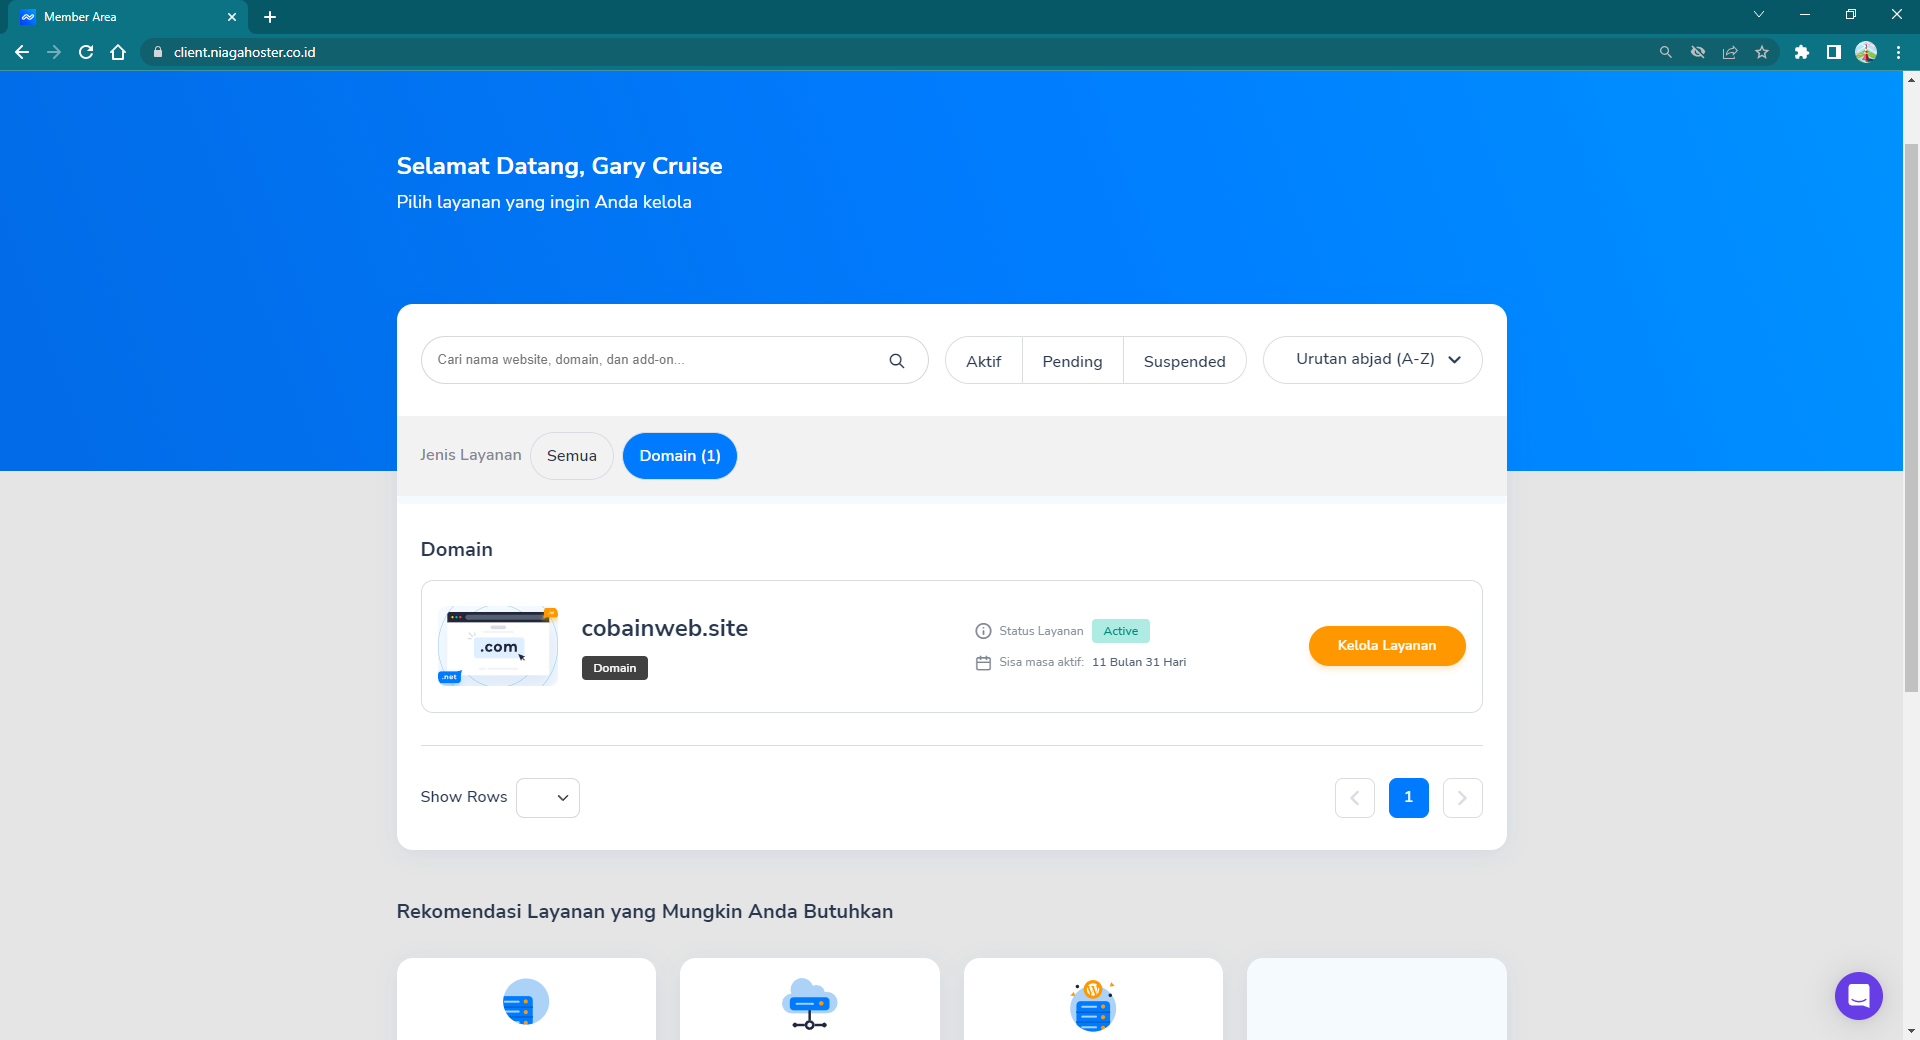 Member Area
client.niagahoster.co.id
Selamat Datang, Gary Cruise
Pilih layanan yang ingin Anda kelola
Cari nama website, domain, dan add-on...
Aktif
Pending
Suspended
Urutan abjad (A-Z)
Jenis Layanan
Semua
Domain (1)
Domain
.com
.net
cobainweb.site
Domain
Status Layanan
Active
Sisa masa aktif:
11 Bulan 31 Hari
Kelola Layanan
Show Rows
1
Rekomendasi Layanan yang Mungkin Anda Butuhkan